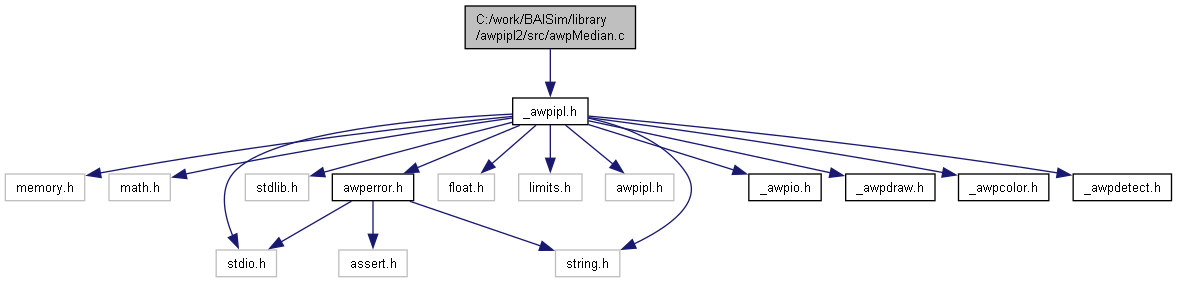 C:/work/BAISim/library
/awpipl2/src/awpMedian.c
_awpipl.h
memory.h
math.h
stdlib.h
awperror.h
float.h
limits.h
awpipl.h
_awpio.h
_awpdraw.h
_awpcolor.h
_awpdetect.h
stdio.h
assert.h
string.h